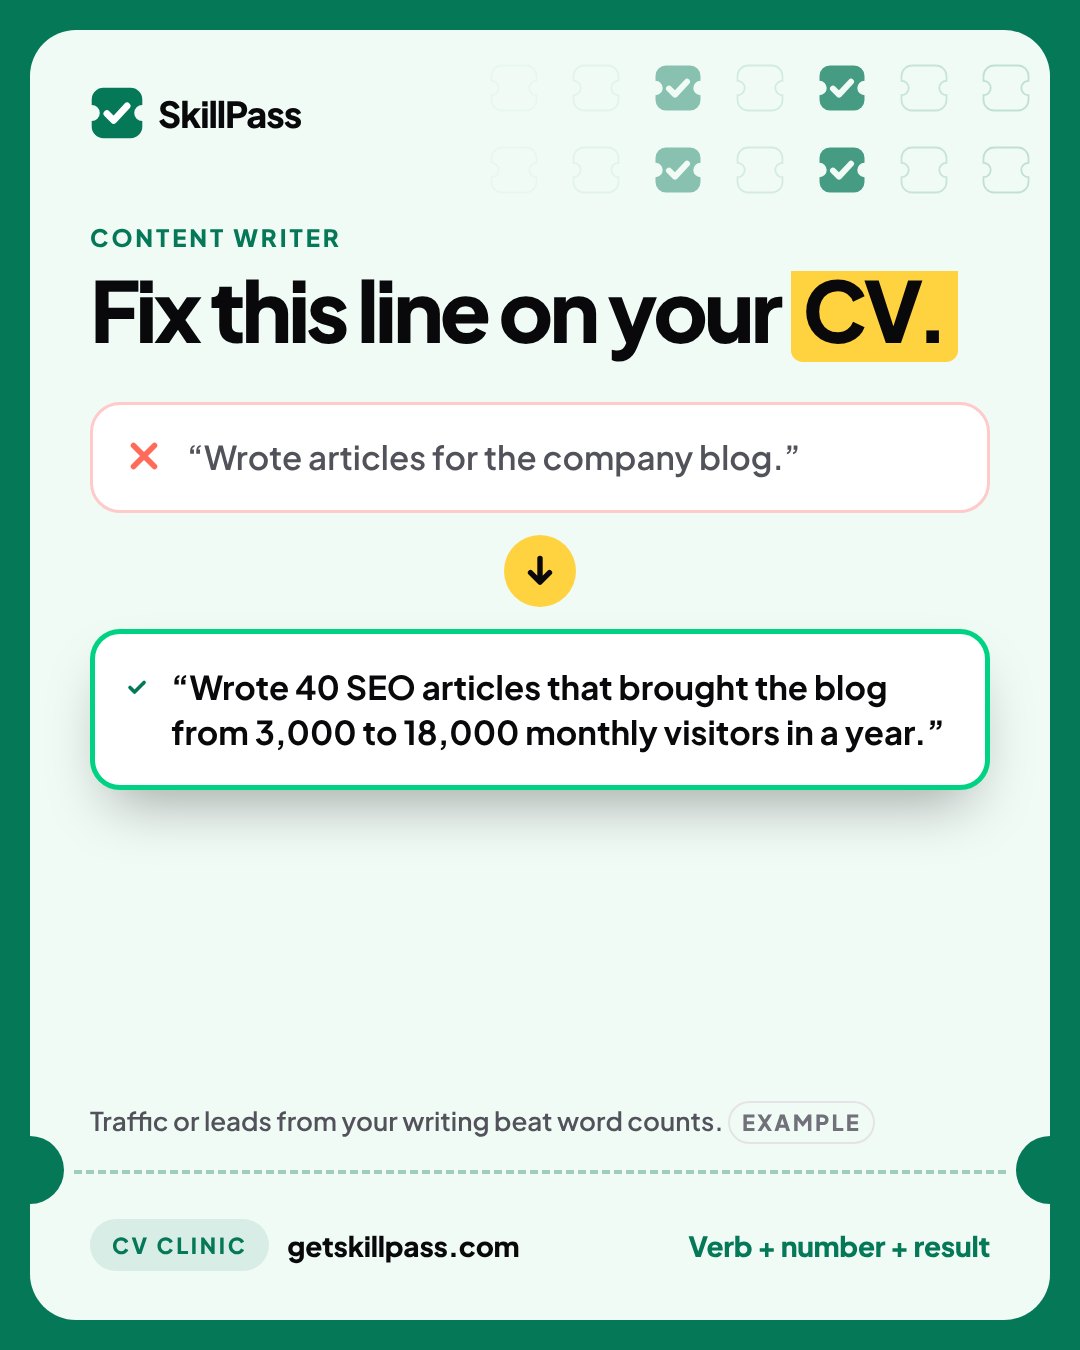 SkillPass
CONTENT WRITER
Fix this line on your CV.
“Wrote articles for the company blog.”
“Wrote 40 SEO articles that brought the blog
from 3,000 to 18,000 monthly visitors in a year.”
Traffic or leads from your writing beat word counts. EXAMPLE
CV CLINIC getskillpass.com Verb + number + result